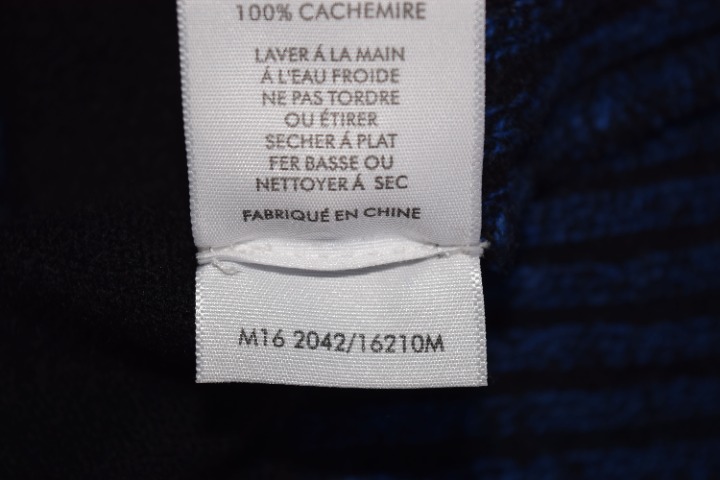 100% CACHEMIRE
LAVER Á LA MAIN
Á L'EAU FROIDE
NE PAS TORDRE
OU ÉTIRER
SECHER Á PLAT
FER BASSE OU
NETTOYER Á SEC
FABRIQUÉ EN CHINE
M16 2042/16210M